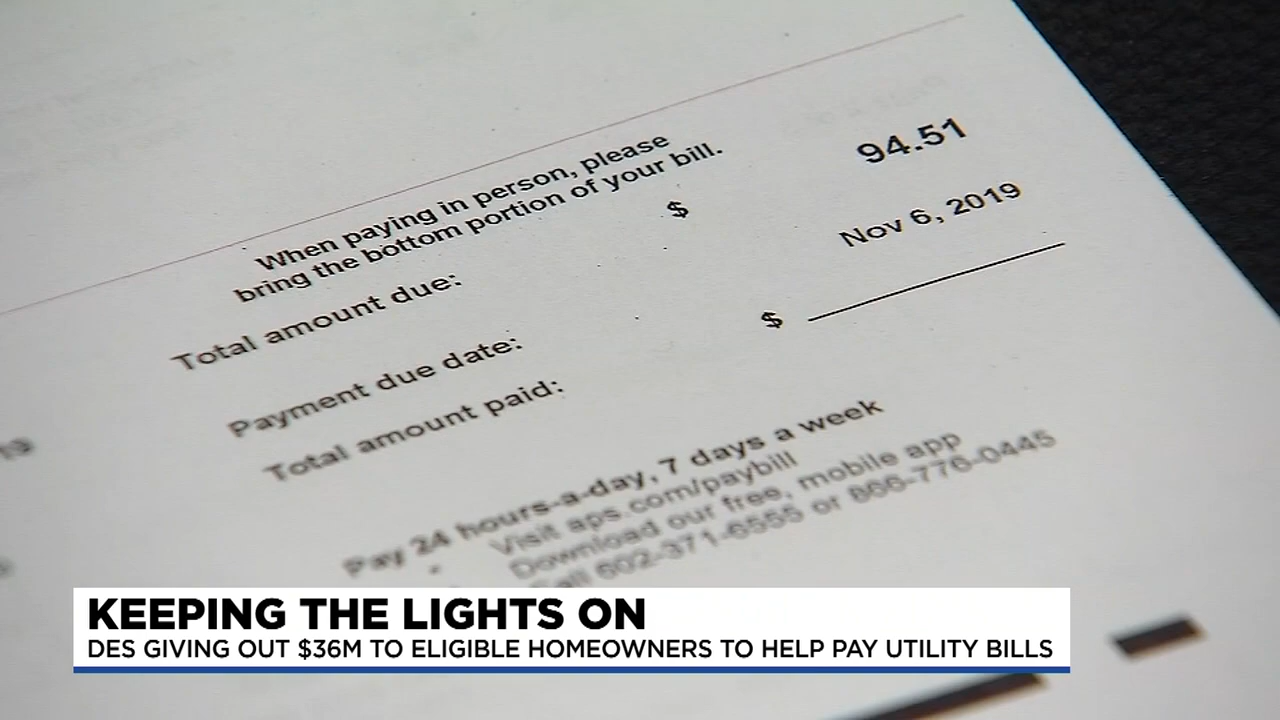 When paying in person, please
bring the bottom portion of your bill.
Total amount due: $ 94.51
Payment due date: Nov 6, 2019
Total amount paid: $
Pay 24 hours-a-day, 7 days a week
Visit aps.com/paybill
Download our free, mobile app
Call 602-371-6555 or 866-776-0445
19
KEEPING THE LIGHTS ON
DES GIVING OUT $36M TO ELIGIBLE HOMEOWNERS TO HELP PAY UTILITY BILLS